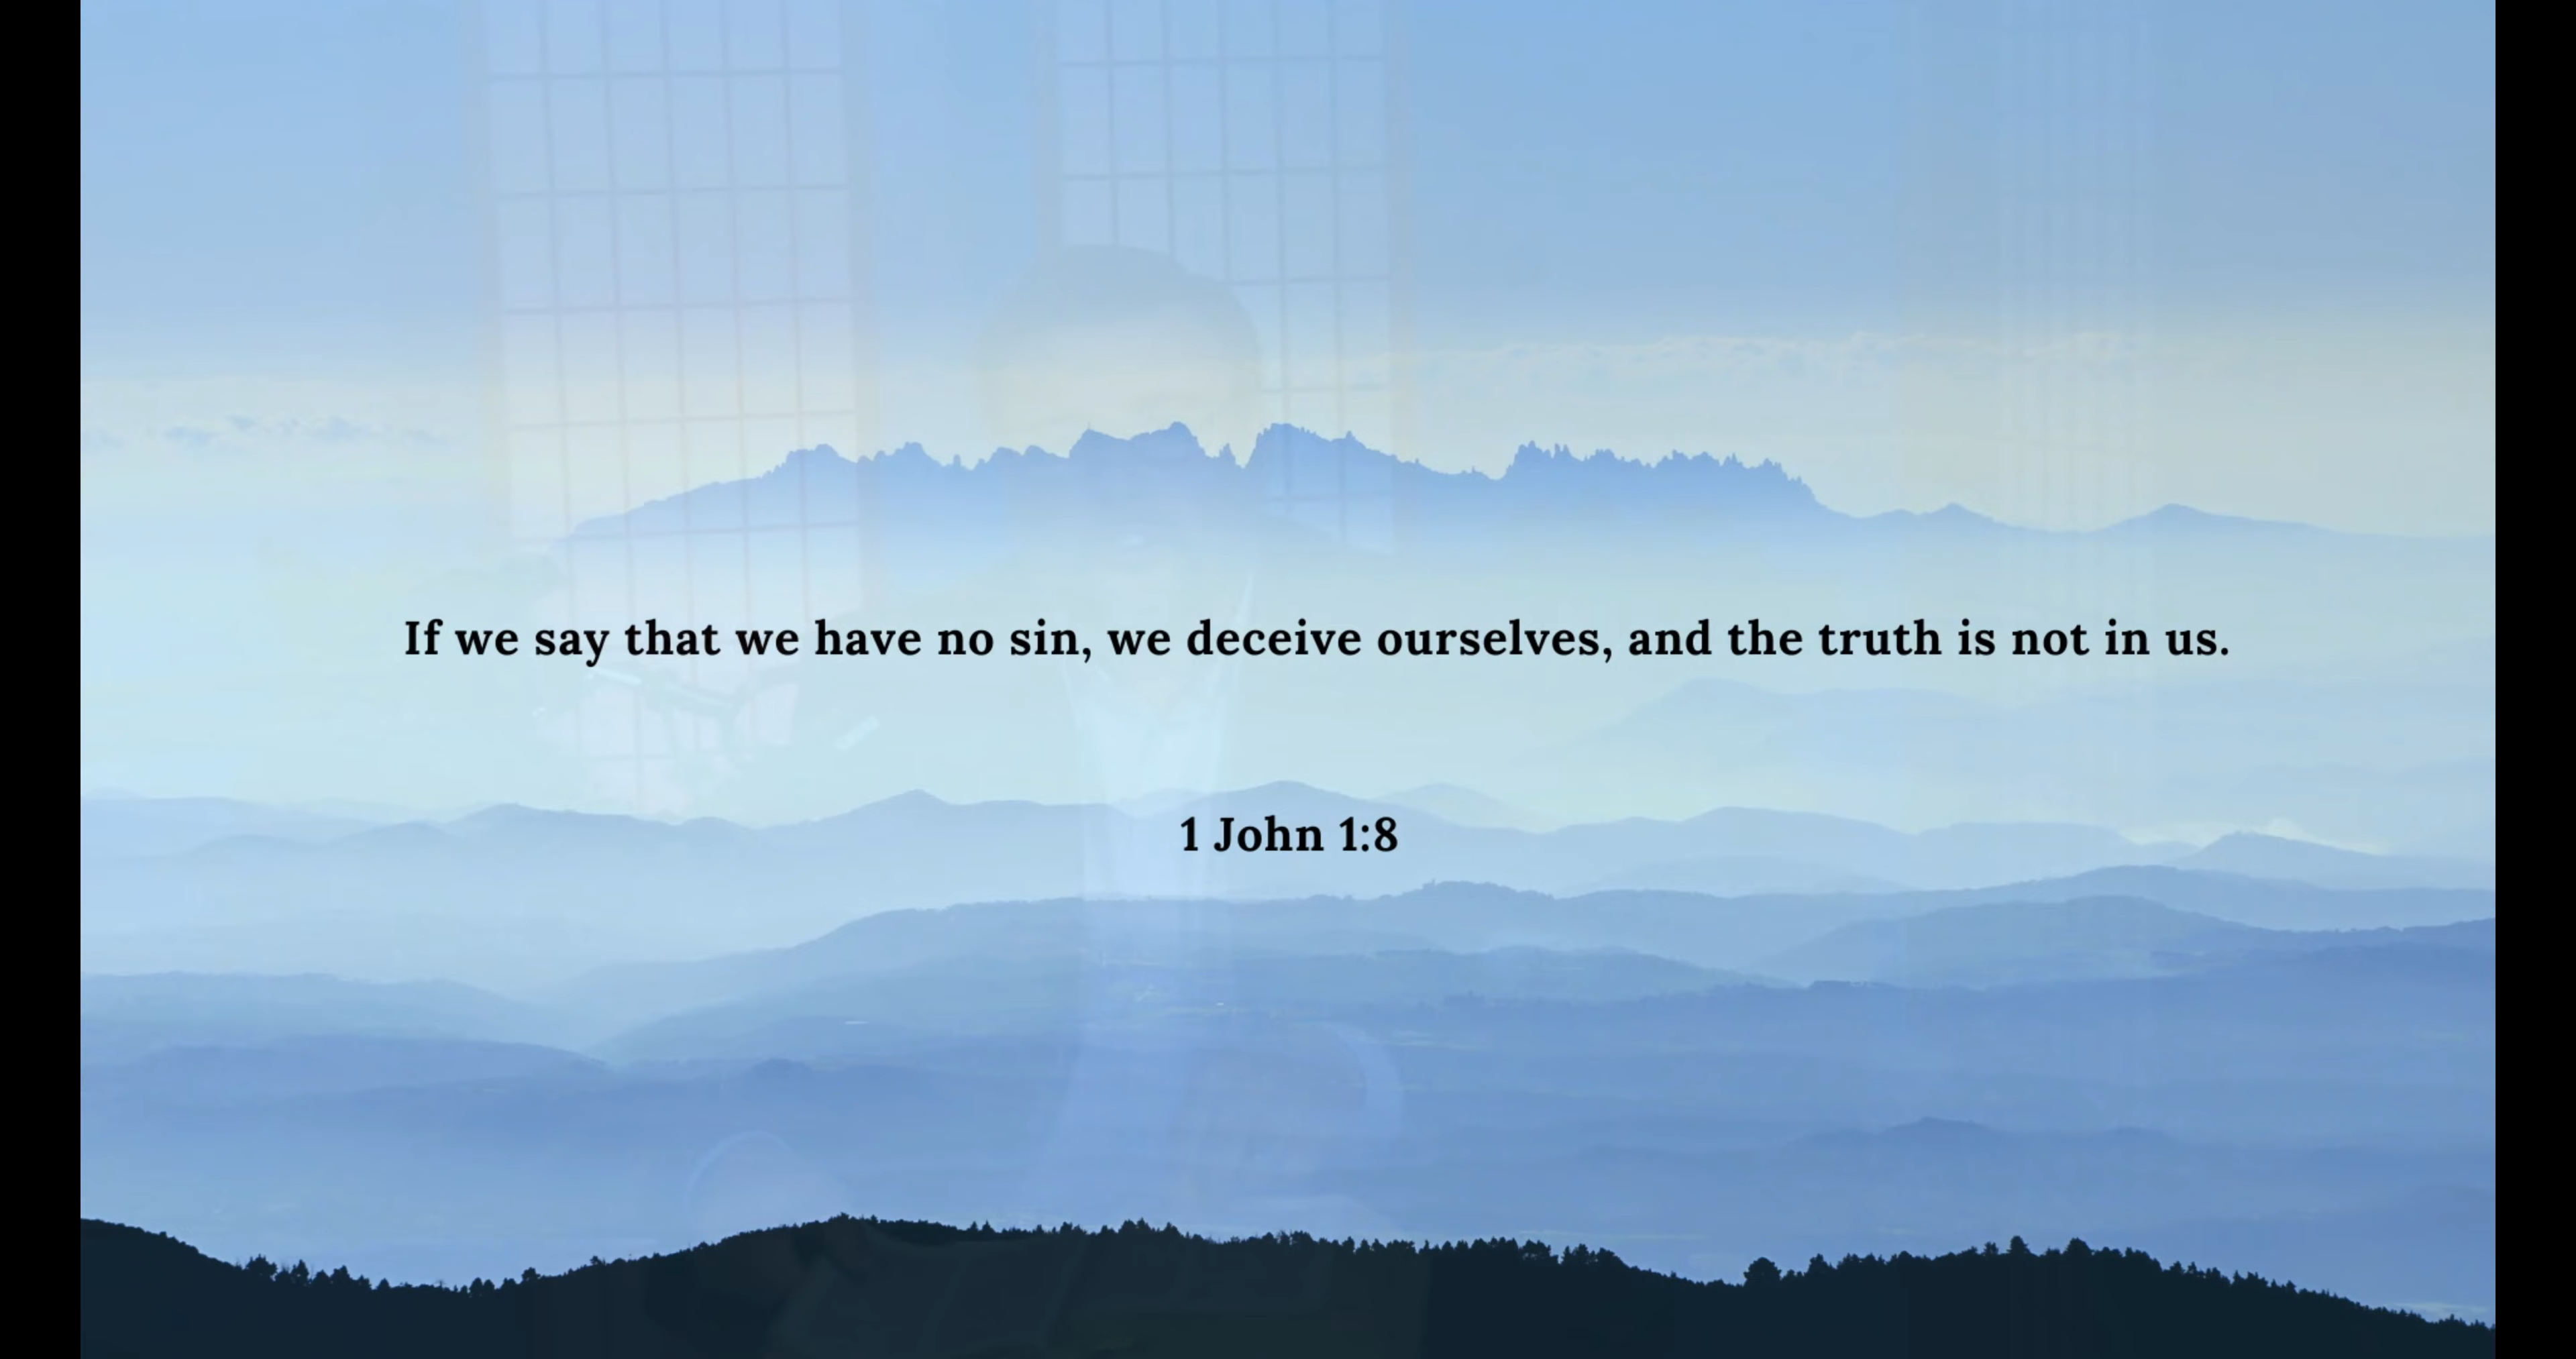 If we say that we have no sin, we deceive ourselves, and the truth is not in us.
1 John 1:8